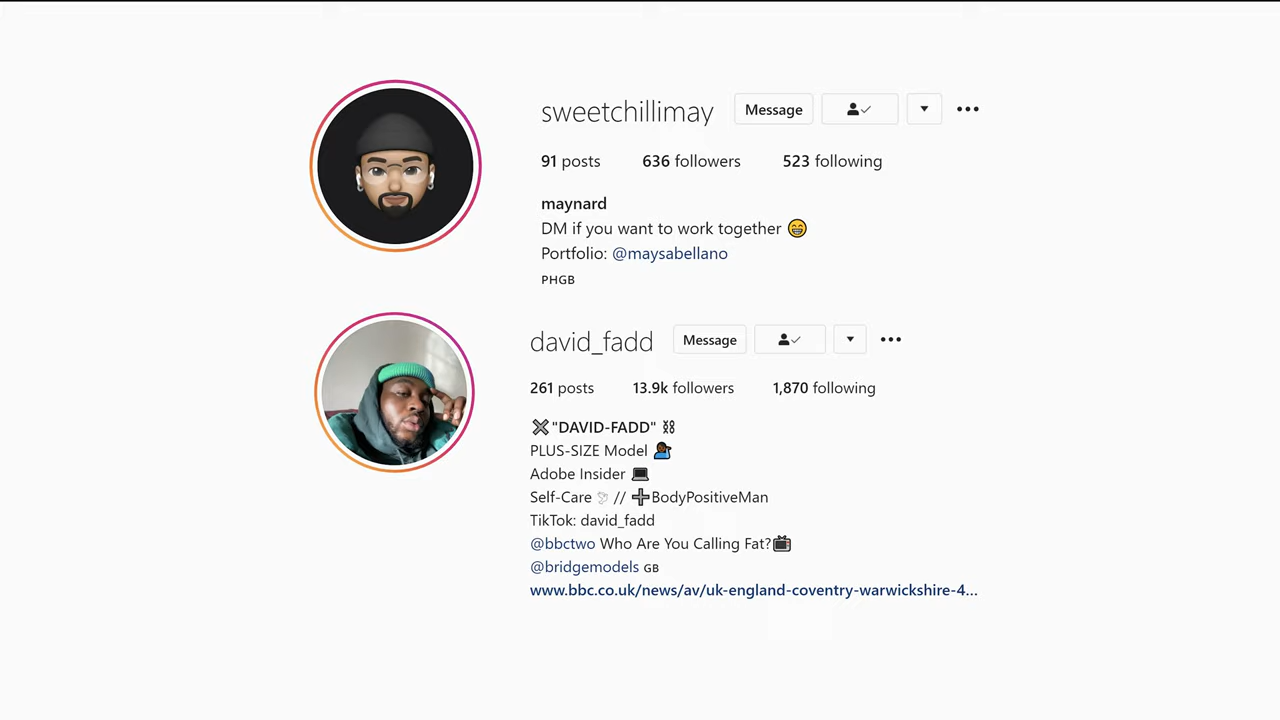 sweetchillimay Message
91 posts 636 followers 523 following
maynard
DM if you want to work together 😁
Portfolio: @maysabellano
PHGB
david_fadd Message
261 posts 13.9k followers 1,870 following
"DAVID-FADD"
PLUS-SIZE Model
Adobe Insider 💻
Self-Care 🕊 // ➕BodyPositiveMan
TikTok: david_fadd
@bbctwo Who Are You Calling Fat?📺
@bridgemodels GB
www.bbc.co.uk/news/av/uk-england-coventry-warwickshire-4...